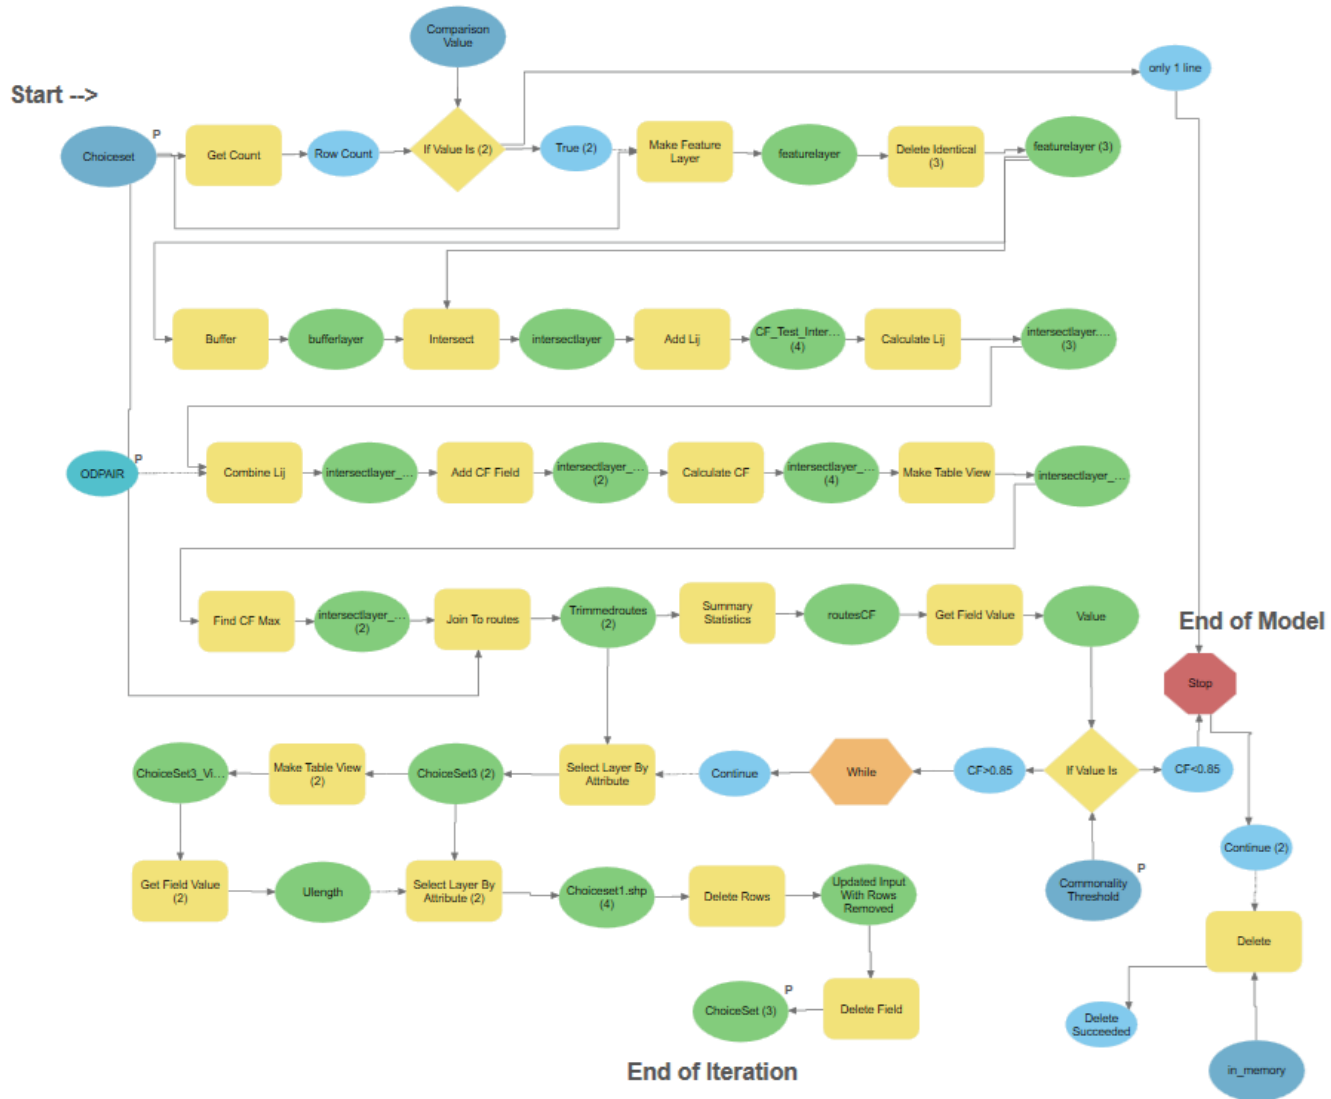 Comparison
Value
only 1 line
Start -->
P
Choiceset
Get Count
Row Count
If Value Is (2)
True (2)
Make Feature
Layer
featurelayer
Delete Identical
(3)
featurelayer (3)
Buffer
bufferlayer
Intersect
intersectlayer
Add Lij
CF_Test_Inter...
(4)
Calculate Lij
intersectlayer....
(3)
P
ODPAIR
Combine Lij
intersectlayer_...
Add CF Field
intersectlayer_...
(2)
Calculate CF
intersectlayer_...
(4)
Make Table View
intersectlayer_...
Find CF Max
intersectlayer_...
(2)
Join To routes
Trimmedroutes
(2)
Summary
Statistics
routesCF
Get Field Value
Value
End of Model
Stop
ChoiceSet3_Vi...
Make Table View
(2)
ChoiceSet3 (2)
Select Layer By
Attribute
Continue
While
CF>0.85
If Value Is
CF<0.85
Get Field Value
(2)
Ulength
Select Layer By
Attribute (2)
Choiceset1.shp
(4)
Delete Rows
Updated Input
With Rows
Removed
P
Commonality
Threshold
Continue (2)
Delete
P
ChoiceSet (3)
Delete Field
Delete
Succeeded
in_memory
End of Iteration